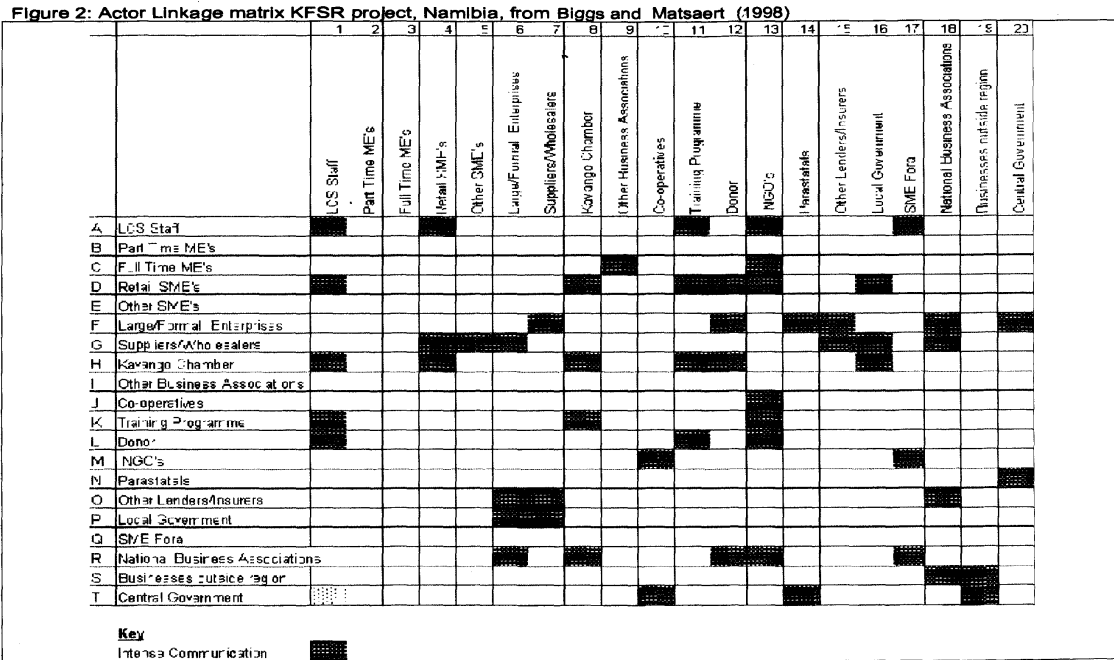 Figure 2: Actor Linkage matrix KFSR project, Namibia, from Biggs and Matsaert (1998)
1 2 3 4 5 6 7 8 9 11 12 13 14 16 17 18 20
LCS Staff
Part Time ME's
Full Time ME's
Retail SME's
Other SME's
Large/Formal Enterprises
Suppliers/Wholesalers
Kavango Chamber
Other Business Associations
Co-operatives
Training Programme
Donor
NGO's
Parastatals
Other Lenders/Insurers
Local Government
SME Fora
National Business Associations
Businesses outside region
Central Government
A LCS Staff
B Part Time ME's
C Full Time ME's
D Retail SME's
E Other SME's
F Large/Formal Enterprises
G Suppliers/Wholesalers
H Kavango Chamber
I Other Business Associations
J Co-operatives
K Training Programme
L Donor
M NGO's
N Parastatals
O Other Lenders/Insurers
P Local Government
Q SME Fora
R National Business Associations
S Businesses outside region
T Central Government
Key
Intense Communication